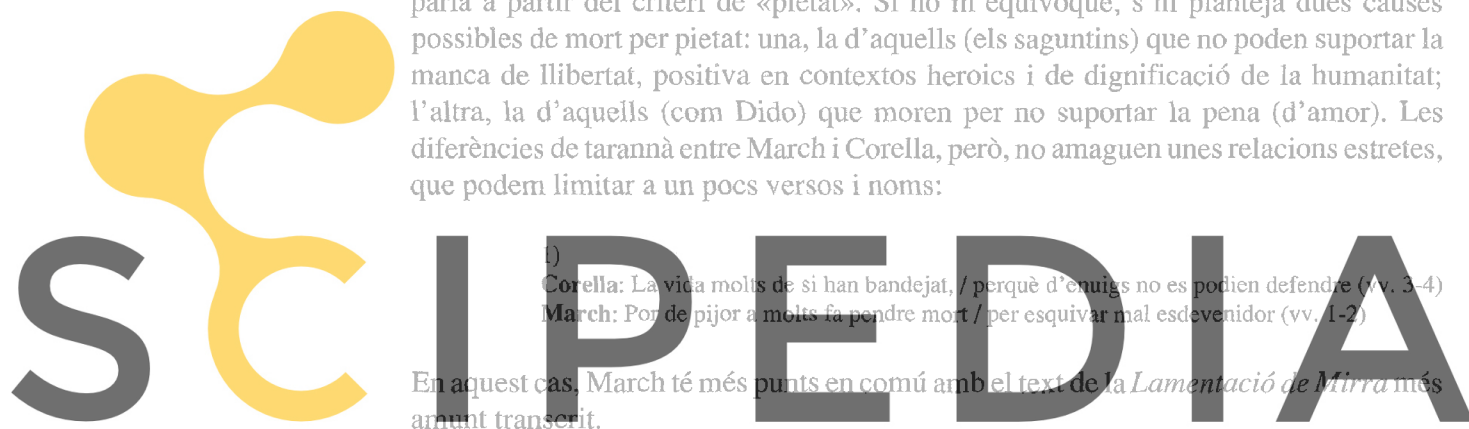 parla a partir del criteri de «pietat». Si no m'equivoque, s'hi planteja dues causes
possibles de mort per pietat: una, la d'aquells (els saguntins) que no poden suportar la
manca de llibertat, positiva en contextos heroics i de dignificació de la humanitat;
l'altra, la d'aquells (com Dido) que moren per no suportar la pena (d'amor). Les
diferències de tarannà entre March i Corella, però, no amaguen unes relacions estretes,
que podem limitar a un pocs versos i noms:
1)
Corella: La vida molts de si han bandejat, / perquè d'enuigs no es podien defendre (vv. 3-4)
March: Por de pijor a molts fa pendre mort / per esquivar mal esdevenidor (vv. 1-2)
En aquest cas, March té més punts en comú amb el text de la Lamentació de Mirra més
amunt transcrit.
SCIPEDIA